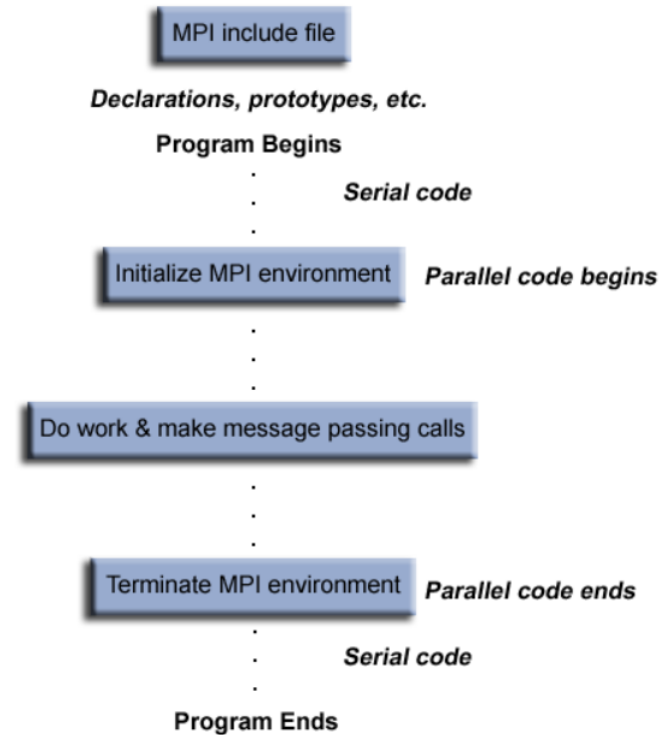 MPI include file
Declarations, prototypes, etc.
Program Begins
Serial code
Initialize MPI environment
Parallel code begins
Do work & make message passing calls
Terminate MPI environment
Parallel code ends
Serial code
Program Ends